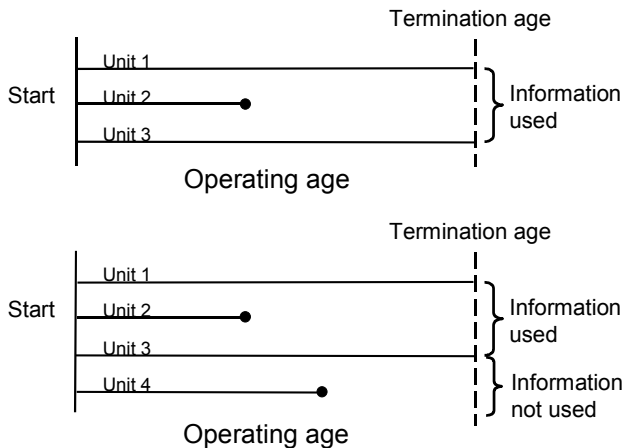 Termination age
Unit 1
Start
Unit 2
Information
used
Unit 3
Operating age
Termination age
Unit 1
Start
Unit 2
Information
used
Unit 3
Unit 4
Information
not used
Operating age